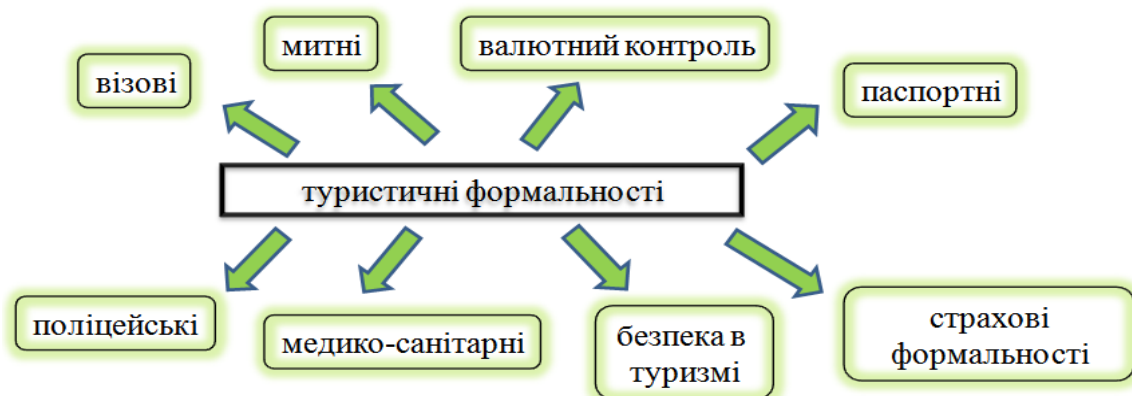 митні
валютний контроль
візові
паспортні
туристичні формальності
поліцейські
медико-санітарні
безпека в
туризмі
страхові
формальності